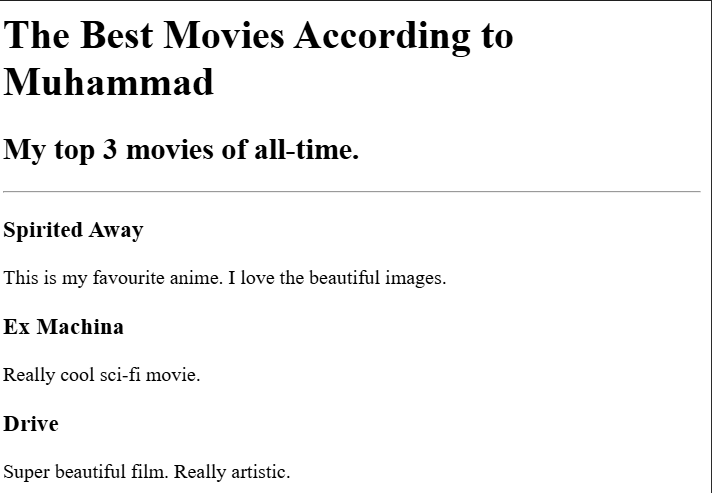 The Best Movies According to
Muhammad
My top 3 movies of all-time.
Spirited Away
This is my favourite anime. I love the beautiful images.
Ex Machina
Really cool sci-fi movie.
Drive
Super beautiful film. Really artistic.